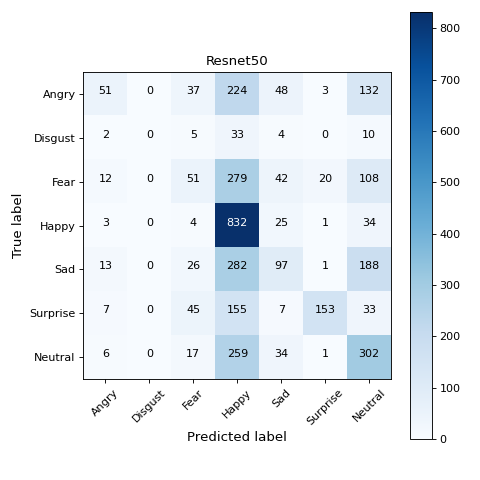 Resnet50
Angry 51 0 37 224 48 3 132
Disgust 2 0 5 33 4 0 10
Fear 12 0 51 279 42 20 108
Happy 3 0 4 832 25 1 34
Sad 13 0 26 282 97 1 188
Surprise 7 0 45 155 7 153 33
Neutral 6 0 17 259 34 1 302
Angry Disgust Fear Happy Sad Surprise Neutral
True label
Predicted label
800
700
600
500
400
300
200
100
0